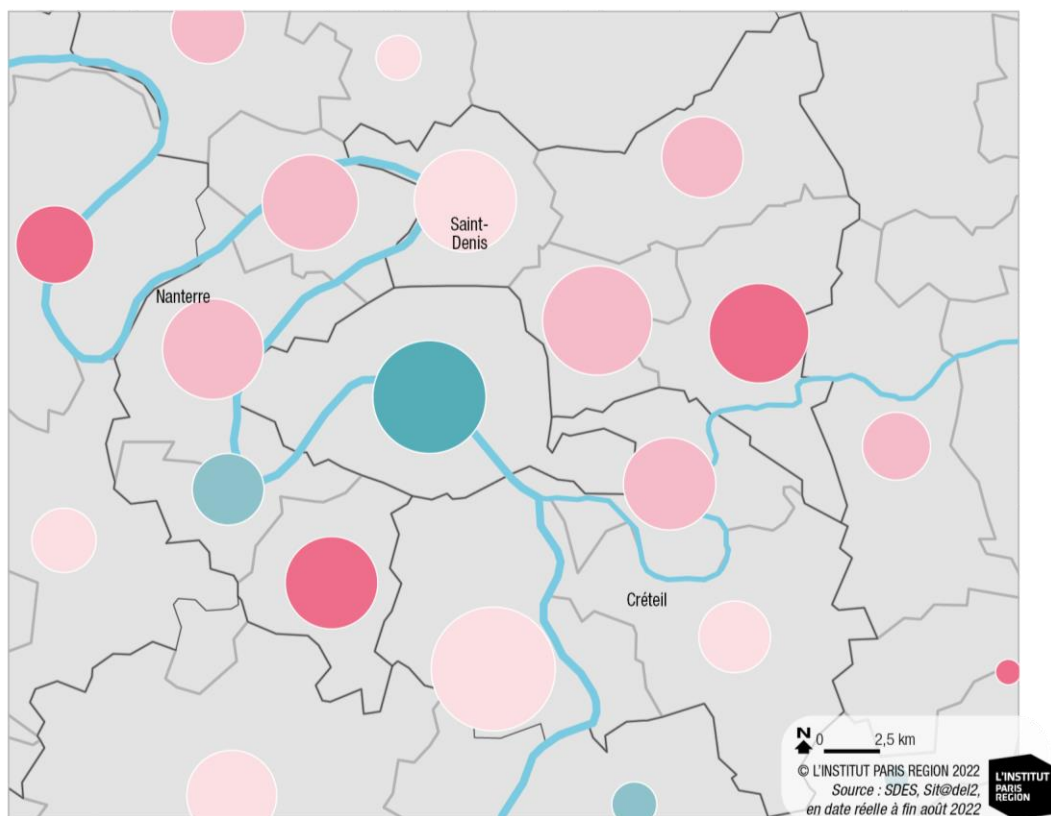 Saint-
Denis
Nanterre
Créteil
N
0 2,5 km
© L'INSTITUT PARIS REGION 2022
Source : SDES, Sit@del2,
en date réelle à fin août 2022
L'INSTITUT
PARIS
REGION